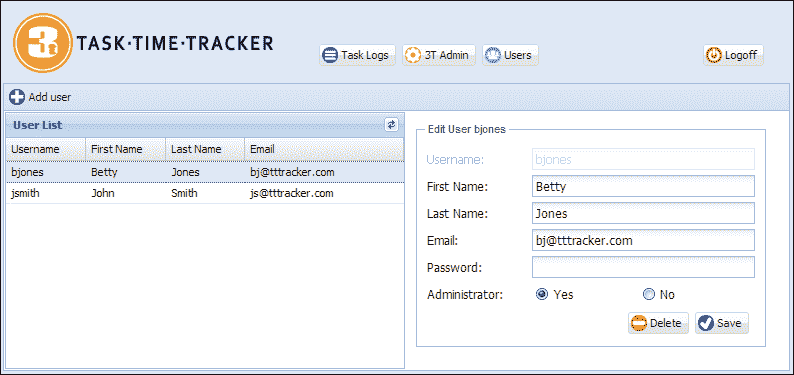 3t TASK·TIME·TRACKER
Task Logs 3T Admin Users Logoff
Add user
User List
Username First Name Last Name Email
bjones Betty Jones bj@tttracker.com
jsmith John Smith js@tttracker.com
Edit User bjones
Username: bjones
First Name: Betty
Last Name: Jones
Email: bj@tttracker.com
Password:
Administrator: Yes No
Delete Save